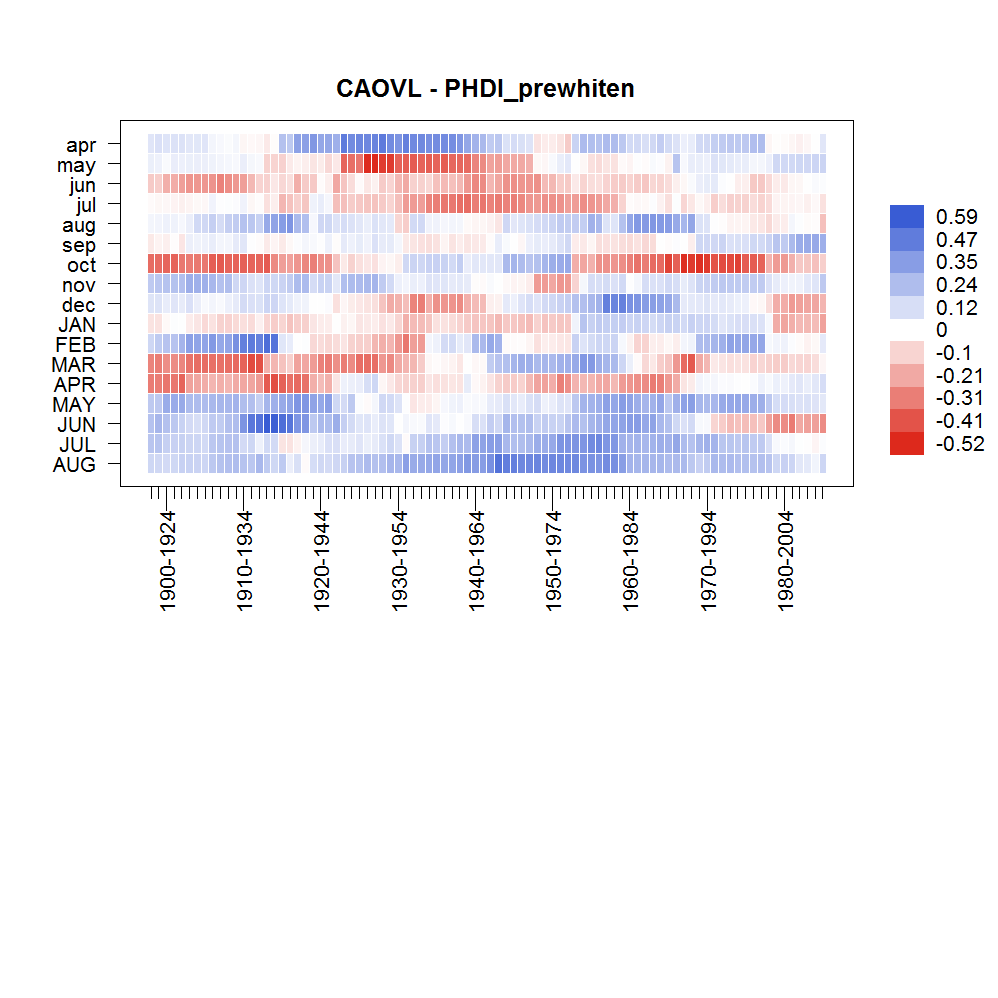 CAOVL - PHDI_prewhiten
apr
may
jun
jul
aug
sep
oct
nov
dec
JAN
FEB
MAR
APR
MAY
JUN
JUL
AUG
0.59
0.47
0.35
0.24
0.12
0
-0.1
-0.21
-0.31
-0.41
-0.52
1900-1924
1910-1934
1920-1944
1930-1954
1940-1964
1950-1974
1960-1984
1970-1994
1980-2004